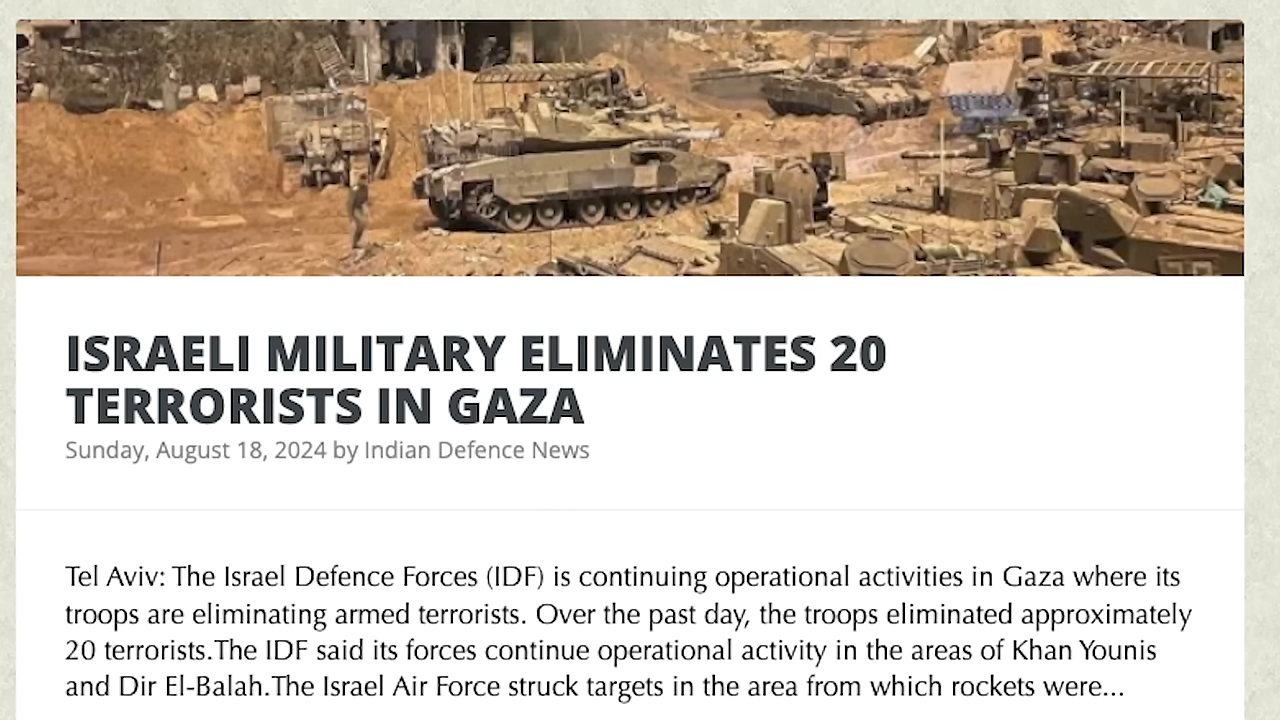 ISRAELI MILITARY ELIMINATES 20
TERRORISTS IN GAZA
Sunday, August 18, 2024 by Indian Defence News
Tel Aviv: The Israel Defence Forces (IDF) is continuing operational activities in Gaza where its
troops are eliminating armed terrorists. Over the past day, the troops eliminated approximately
20 terrorists.The IDF said its forces continue operational activity in the areas of Khan Younis
and Dir El-Balah.The Israel Air Force struck targets in the area from which rockets were...